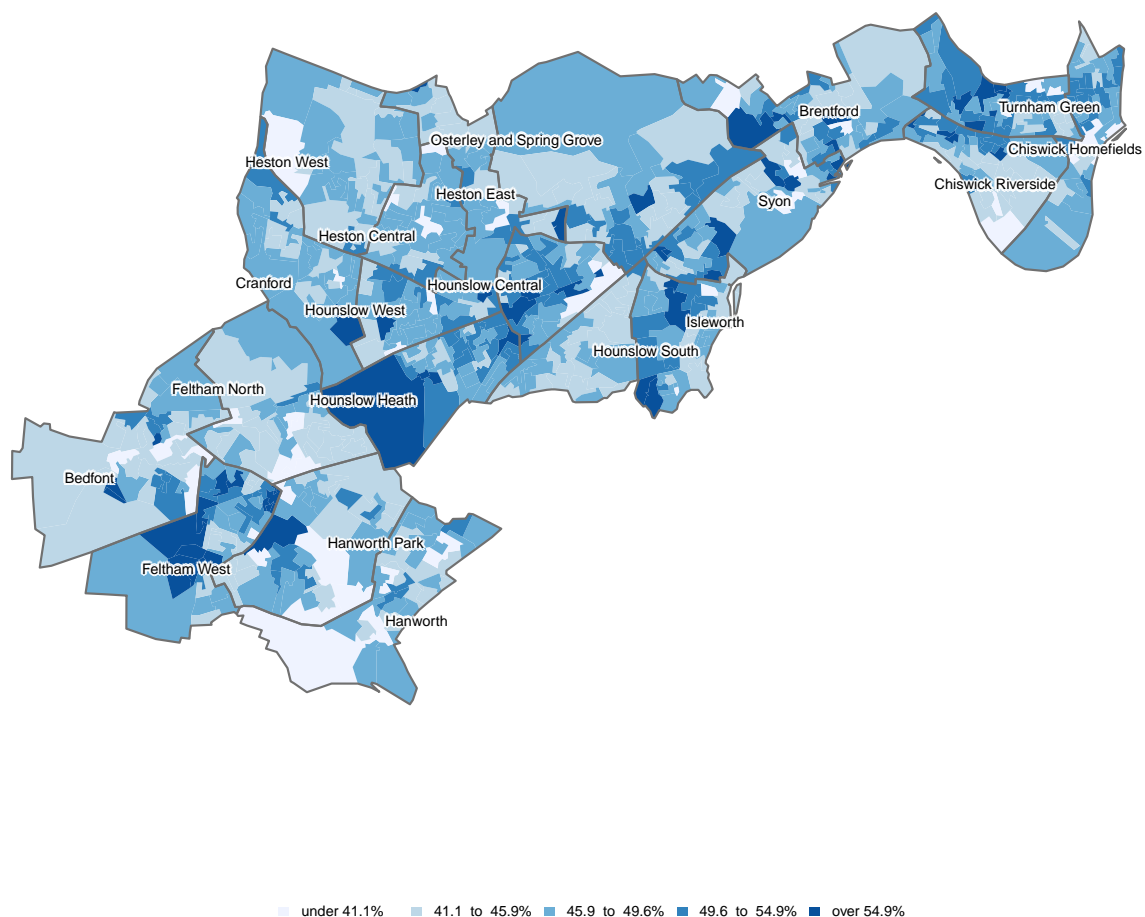 Turnham Green
Brentford
Osterley and Spring Grove
Chiswick Homefields
Heston West
Chiswick Riverside
Heston East
Syon
Heston Central
Cranford
Hounslow Central
Hounslow West
Isleworth
Hounslow South
Feltham North
Hounslow Heath
Bedfont
Hanworth Park
Feltham West
Hanworth
under 41.1% 41.1 to 45.9% 45.9 to 49.6% 49.6 to 54.9% over 54.9%